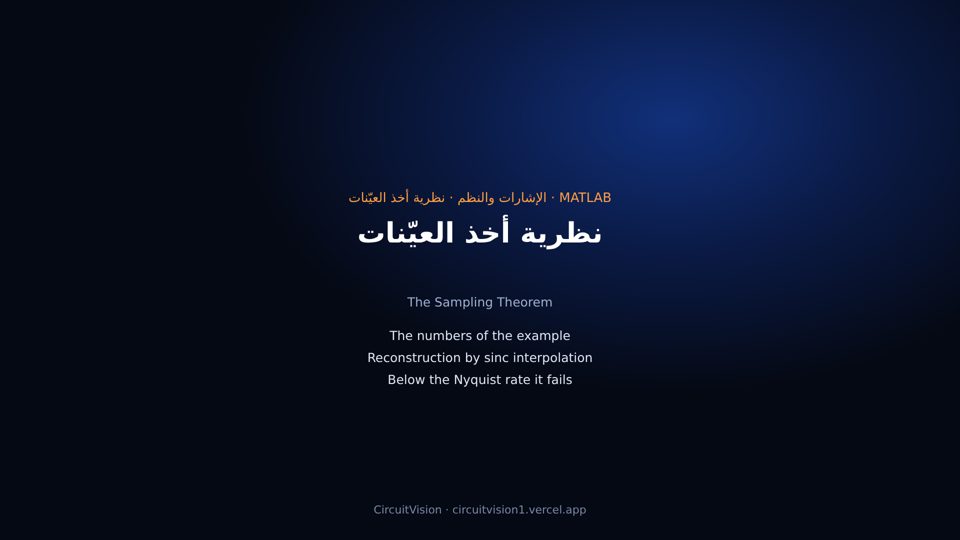 الإشارات والنظم · نظرية أخذ العيّنات · MATLAB
نظرية أخذ العيّنات
The Sampling Theorem
The numbers of the example
Reconstruction by sinc interpolation
Below the Nyquist rate it fails
CircuitVision · circuitvision1.vercel.app